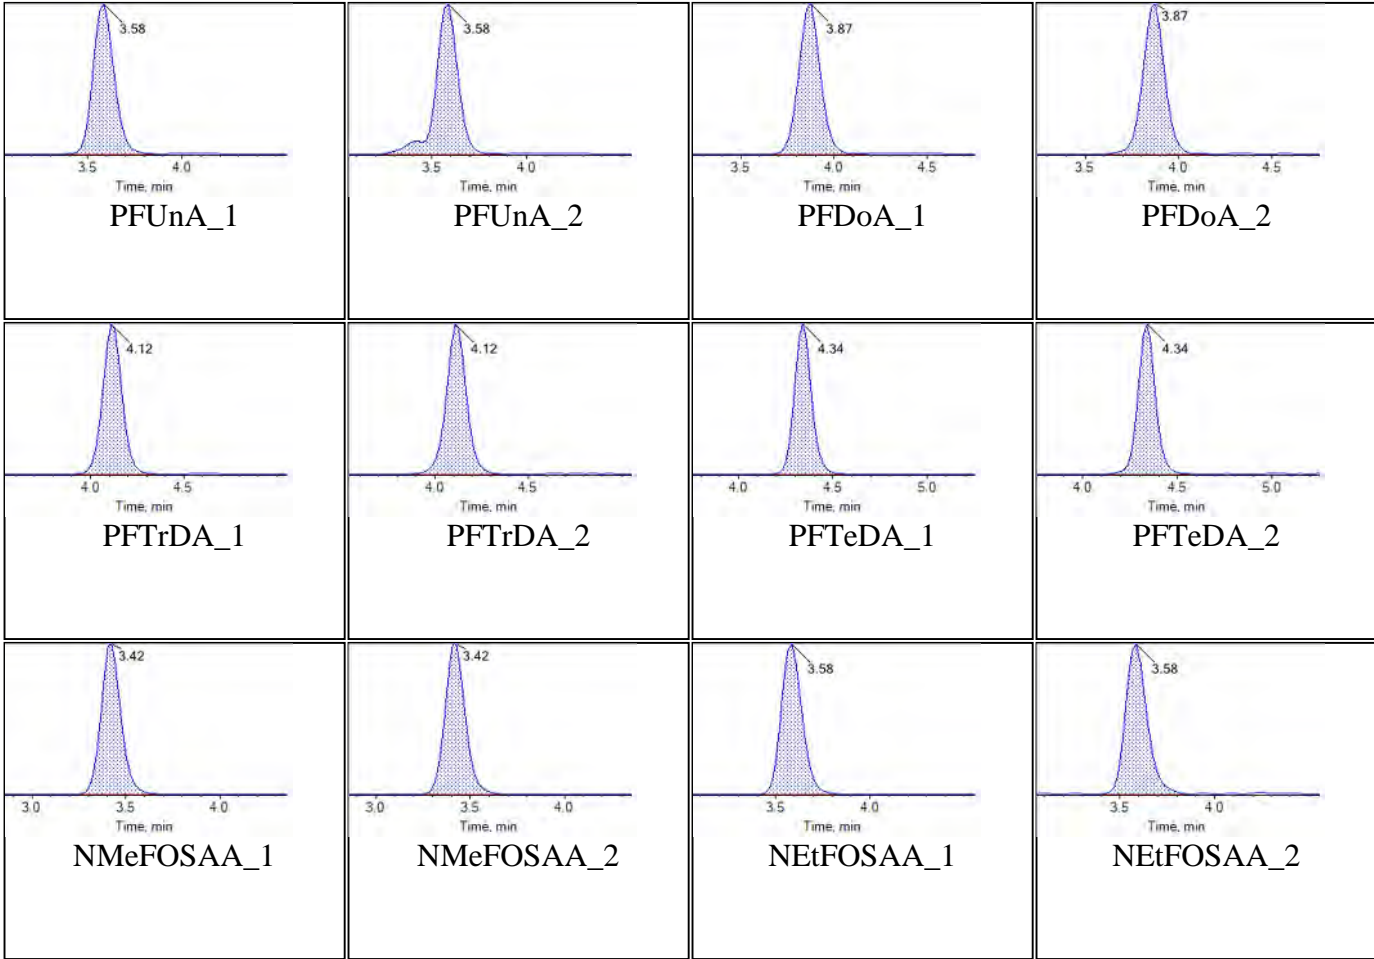 3.58
3.5 4.0
Time, min
PFUnA_1
3.58
3.5 4.0
Time, min
PFUnA_2
3.87
3.5 4.0 4.5
Time, min
PFDoA_1
3.87
3.5 4.0 4.5
Time, min
PFDoA_2
4.12
4.0 4.5
Time, min
PFTrDA_1
4.12
4.0 4.5
Time, min
PFTrDA_2
4.34
4.0 4.5 5.0
Time, min
PFTeDA_1
4.34
4.0 4.5 5.0
Time, min
PFTeDA_2
3.42
3.0 3.5 4.0
Time, min
NMeFOSAA_1
3.42
3.0 3.5 4.0
Time, min
NMeFOSAA_2
3.58
3.5 4.0
Time, min
NEtFOSAA_1
3.58
3.5 4.0
Time, min
NEtFOSAA_2